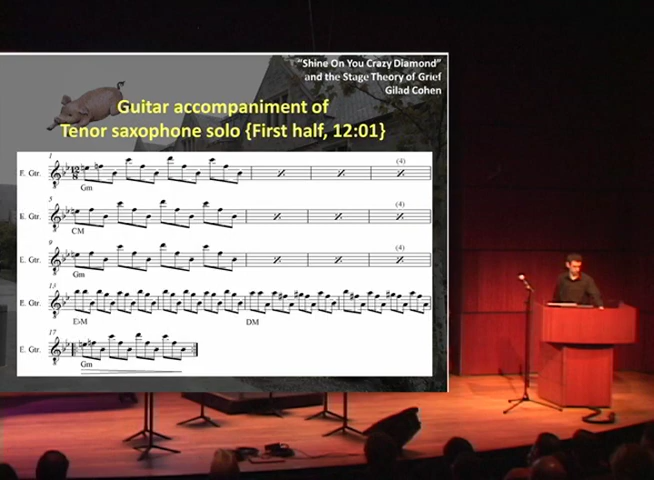 "Shine On You Crazy Diamond"
and the Stage Theory of Grief
Gilad Cohen
Guitar accompaniment of
Tenor saxophone solo {First half, 12:01}
1
(4)
E. Gtr.
12
8
Gm
5
(4)
E. Gtr.
CM
9
(4)
E. Gtr.
Gm
13
E. Gtr.
E♭M DM
17
E. Gtr.
Gm